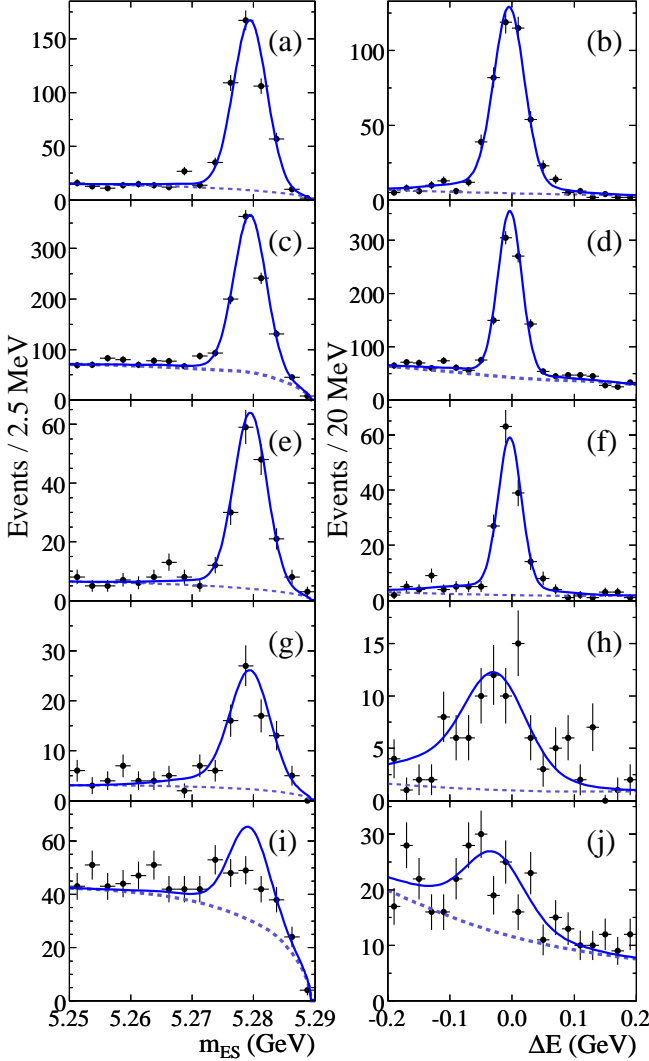 (a)
150
100
50
0
(b)
100
50
0
(c)
300
200
100
0
(d)
300
200
100
0
(e)
60
40
20
0
(f)
60
40
20
0
(g)
30
20
10
0
(h)
15
10
5
0
(i)
60
40
20
0
(j)
30
20
10
0
Events / 2.5 MeV
Events / 20 MeV
5.25 5.26 5.27 5.28 5.29
-0.2 -0.1 0.0 0.1 0.2
m_ES (GeV)
ΔE (GeV)